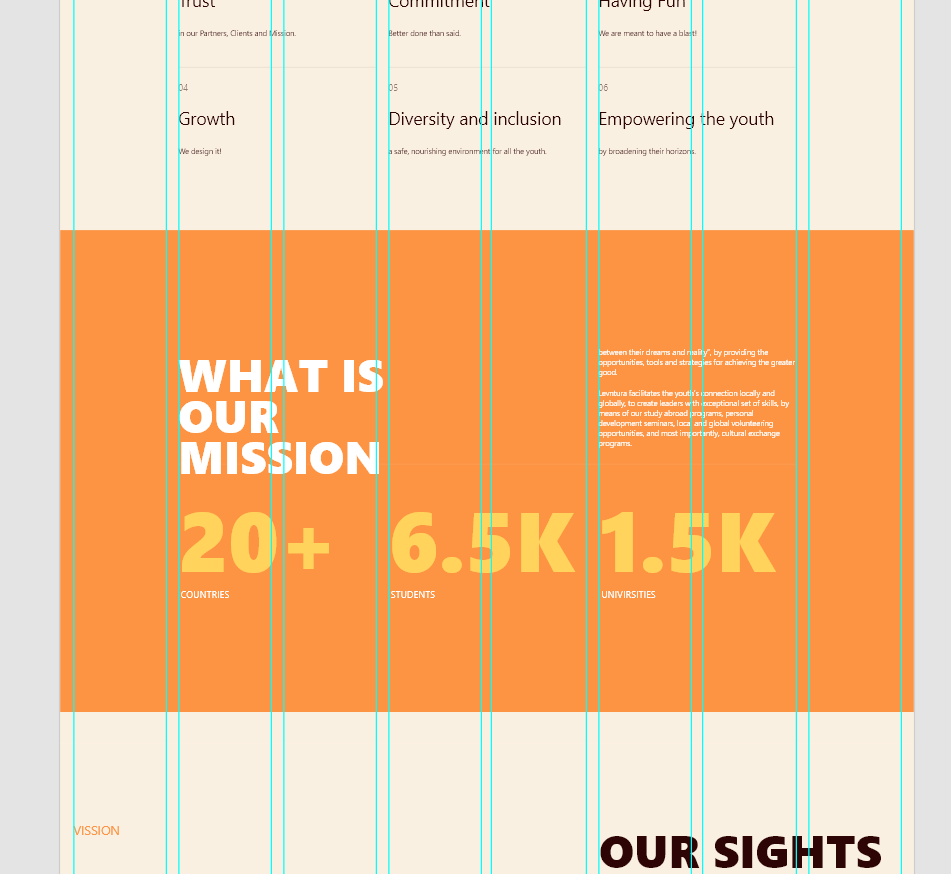 Trust
Commitment
Having Fun
in our Partners, Clients and Mission.
Better done than said.
We are meant to have a blast!
04
05
06
Growth
Diversity and inclusion
Empowering the youth
We design it!
a safe, nourishing environment for all the youth.
by broadening their horizons.
WHAT IS
OUR
MISSION
between their dreams and reality", by providing the
opportunities, tools and strategies for achieving the greater
good.
Levntura facilitates the youth's connection locally and
globally, to create leaders with exceptional set of skills, by
means of our study abroad programs, personal
development seminars, local and global volunteering
opportunities, and most importantly, cultural exchange
programs.
20+
6.5K
1.5K
COUNTRIES
STUDENTS
UNIVIRSITIES
VISSION
OUR SIGHTS